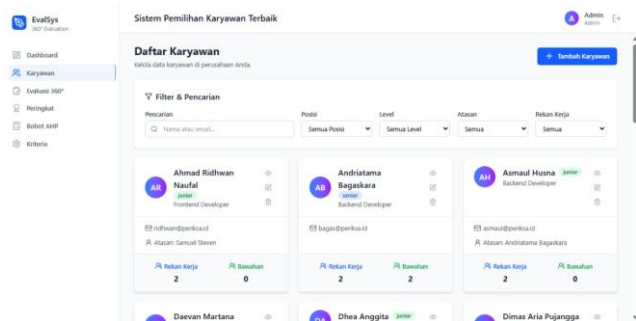 EvalSys
360° Evaluation
Sistem Pemilihan Karyawan Terbaik
A
Admin
Admin
Dashboard
Karyawan
Evaluasi 360°
Peringkat
Bobot AHP
Kriteria
Daftar Karyawan
Kelola data karyawan di perusahaan Anda.
+ Tambah Karyawan
Filter & Pencarian
Pencarian
Nama atau email...
Posisi
Semua Posisi
Level
Semua Level
Atasan
Semua
Rekan Kerja
Semua
AR
Ahmad Ridhwan
Naufal
junior
Frontend Developer
ridhwan@periksa.id
Atasan: Samuel Steven
Rekan Kerja
2
Bawahan
0
AB
Andriatama
Bagaskara
senior
Backend Developer
bagas@periksa.id
Rekan Kerja
2
Bawahan
2
AH
Asmaul Husna junior
Backend Developer
asmaul@periksa.id
Atasan: Andriatama Bagaskara
Rekan Kerja
2
Bawahan
0
Daevan Martana
Dhea Anggita junior
Dimas Aria Pujangga